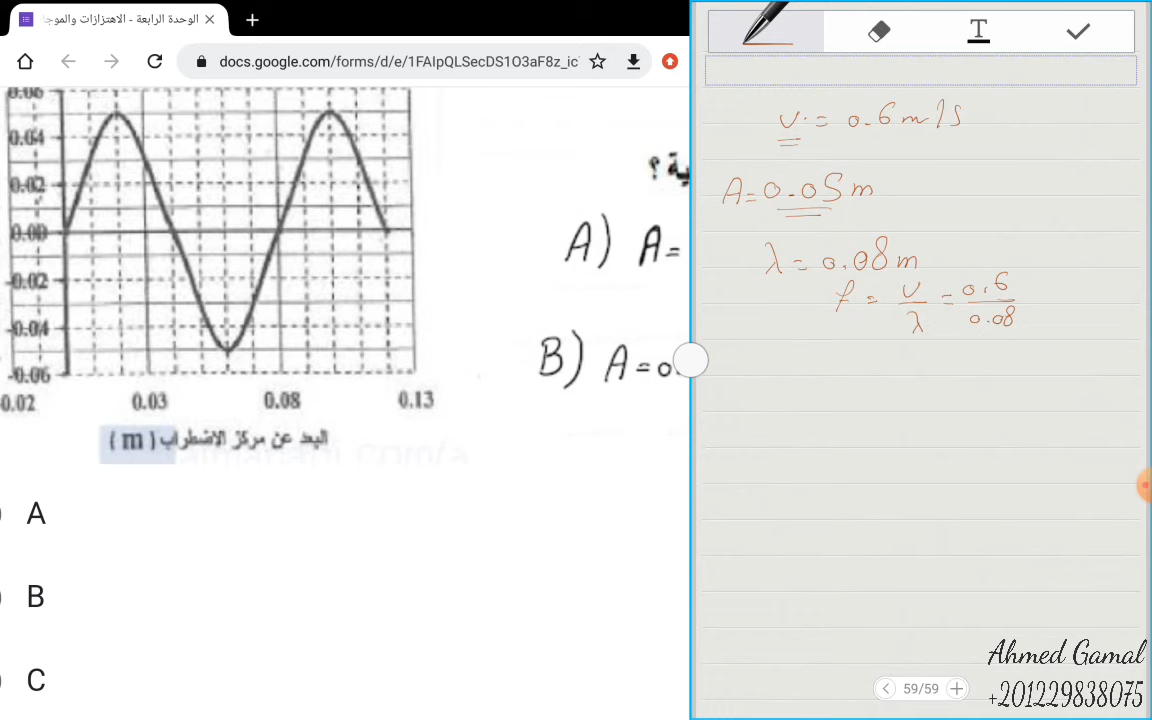 الوحدة الرابعة - الاهتزازات والموجا
docs.google.com/forms/d/e/1FAIpQLSecDS1O3aF8z_ic
0.06
0.04
0.02
0.00
-0.02
-0.04
-0.06
0.02 0.03 0.08 0.13
البعد عن مركز الاضطراب (m)
ية ؟
A) A=
B) A=0.
A
B
C
T
v = 0.6 m/s
A = 0.05 m
λ = 0.08 m
f = v/λ = 0.6/0.08
59/59
Ahmed Gamal
+201229838075